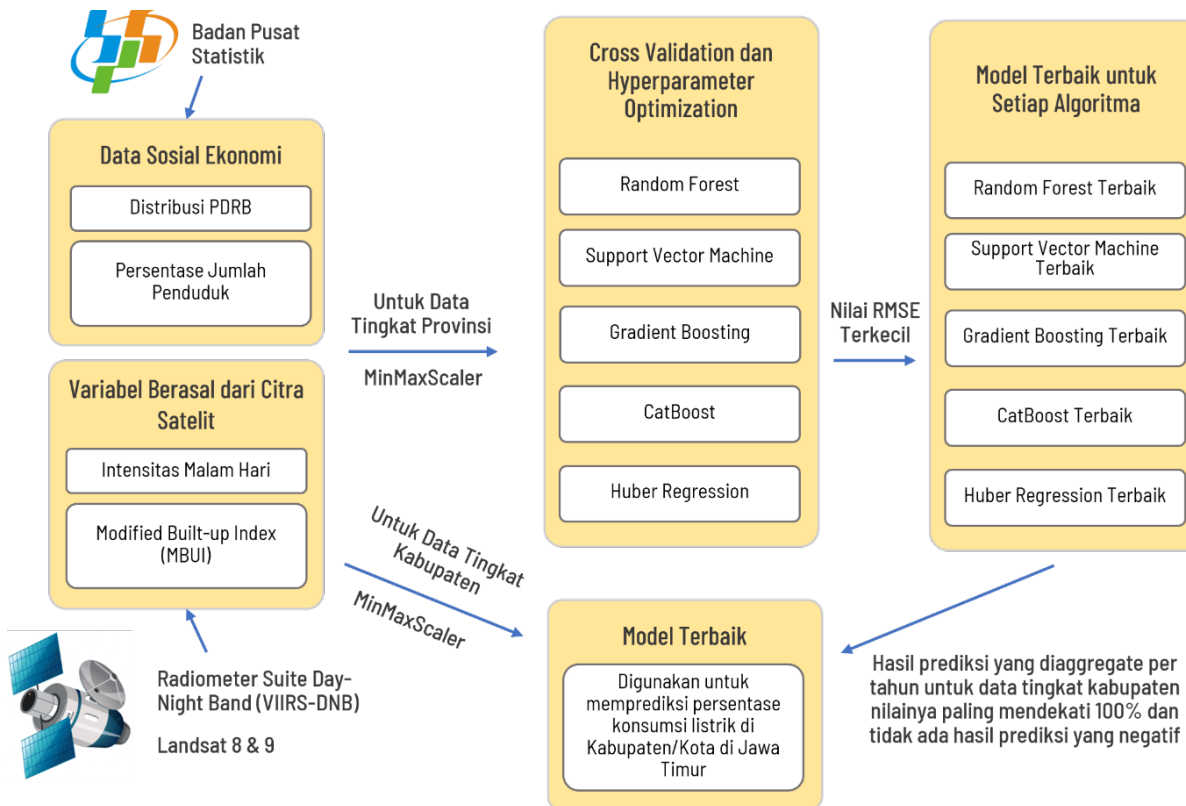 Badan Pusat
Statistik
Data Sosial Ekonomi
Distribusi PDRB
Persentase Jumlah
Penduduk
Variabel Berasal dari Citra
Satelit
Intensitas Malam Hari
Modified Built-up Index
(MBUI)
Radiometer Suite Day-
Night Band (VIIRS-DNB)
Landsat 8 & 9
Untuk Data
Tingkat Provinsi
MinMaxScaler
Untuk Data Tingkat
Kabupaten
MinMaxScaler
Cross Validation dan
Hyperparameter
Optimization
Random Forest
Support Vector Machine
Gradient Boosting
CatBoost
Huber Regression
Nilai RMSE
Terkecil
Model Terbaik untuk
Setiap Algoritma
Random Forest Terbaik
Support Vector Machine
Terbaik
Gradient Boosting Terbaik
CatBoost Terbaik
Huber Regression Terbaik
Hasil prediksi yang diaggregate per
tahun untuk data tingkat kabupaten
nilainya paling mendekati 100% dan
tidak ada hasil prediksi yang negatif
Model Terbaik
Digunakan untuk
memprediksi persentase
konsumsi listrik di
Kabupaten/Kota di Jawa
Timur